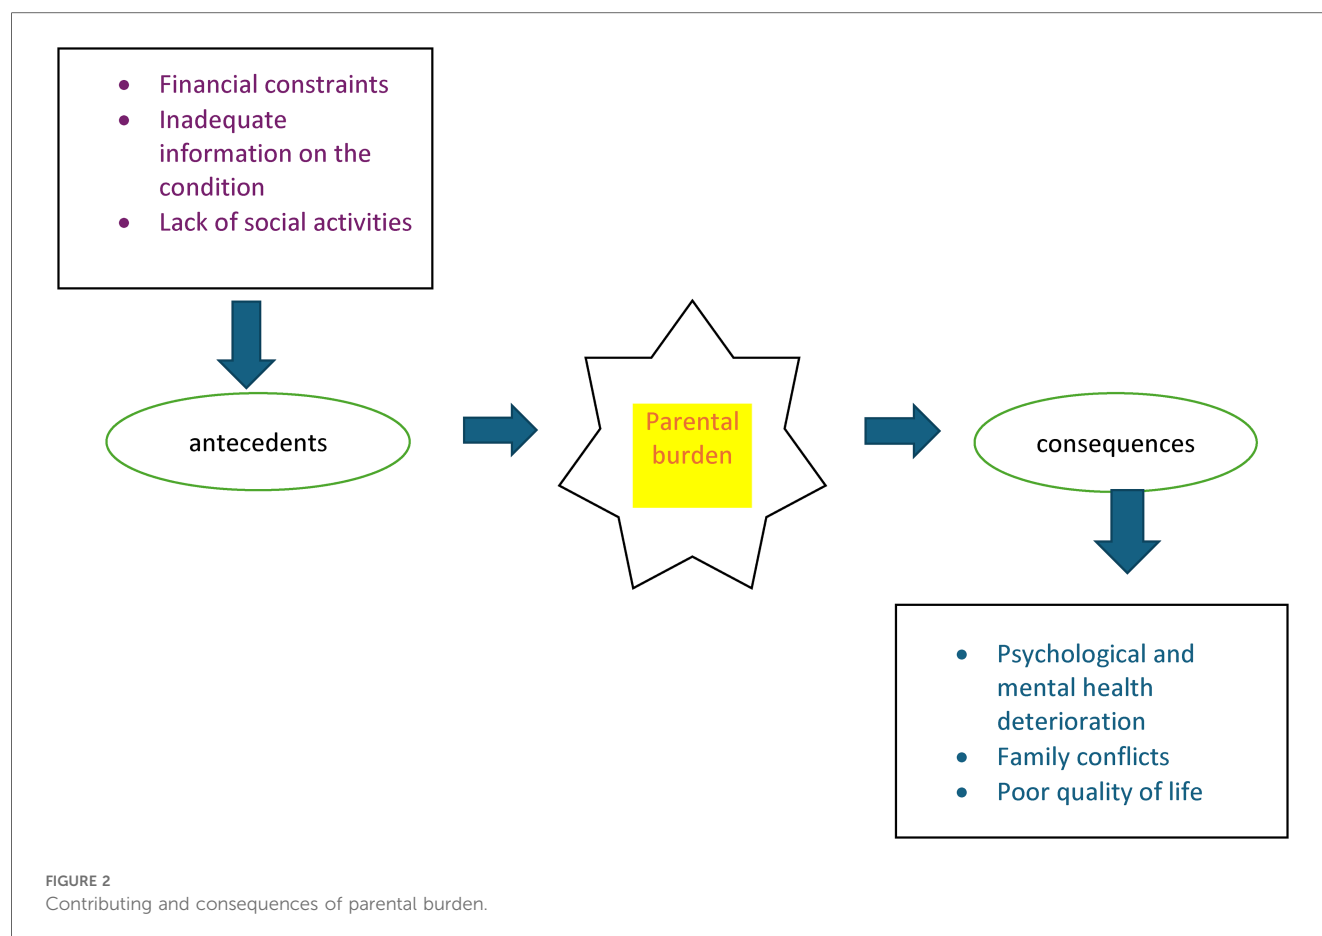 ● Financial constraints
● Inadequate
information on the
condition
● Lack of social activities
antecedents
Parental
burden
consequences
● Psychological and
mental health
deterioration
● Family conflicts
● Poor quality of life
FIGURE 2
Contributing and consequences of parental burden.